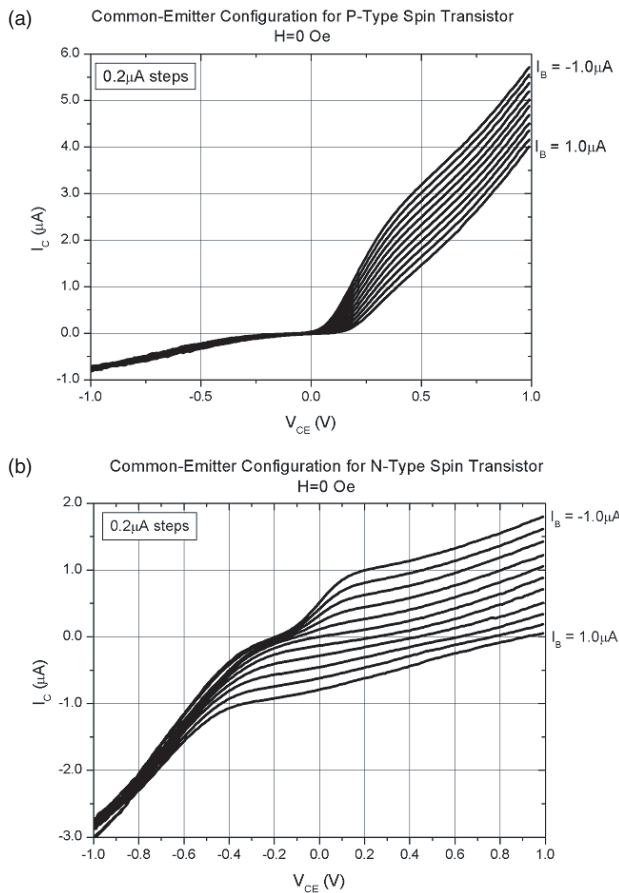 (a)
Common-Emitter Configuration for P-Type Spin Transistor
H=0 Oe
0.2μA steps
I_B = -1.0μA
I_B = 1.0μA
6.0
5.0
4.0
3.0
2.0
1.0
0.0
-1.0
I_C (μA)
-1.0 -0.5 0.0 0.5 1.0
V_CE (V)
(b)
Common-Emitter Configuration for N-Type Spin Transistor
H=0 Oe
0.2μA steps
I_B = -1.0μA
I_B = 1.0μA
2.0
1.0
0.0
-1.0
-2.0
-3.0
I_C (μA)
-1.0 -0.8 -0.6 -0.4 -0.2 0.0 0.2 0.4 0.6 0.8 1.0
V_CE (V)